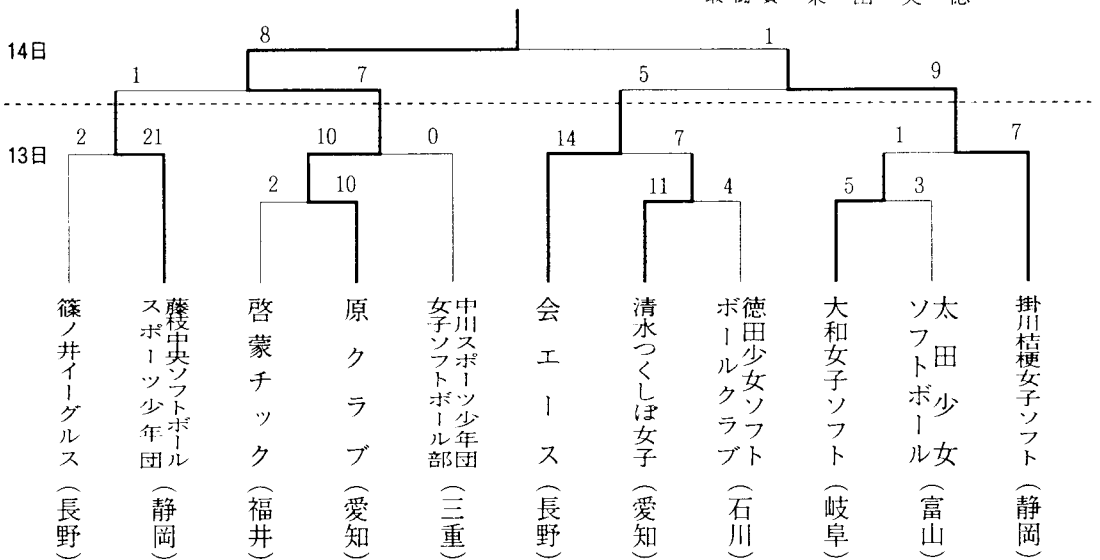 14日
8
1
1
7
5
9
13日
2
21
10
0
14
7
1
7
2
10
11
4
5
3
篠ノ井イーグルス(長野)
藤枝中央ソフトボール
スポーツ少年団(静岡)
啓蒙チック(福井)
原クラブ(愛知)
中川スポーツ少年団
女子ソフトボール部(三重)
会エース(長野)
清水つくしぼ女子(愛知)
徳田少女ソフト
ボールクラブ(石川)
大和女子ソフト(岐阜)
太田少女
ソフトボール(富山)
掛川桔梗女子ソフト(静岡)